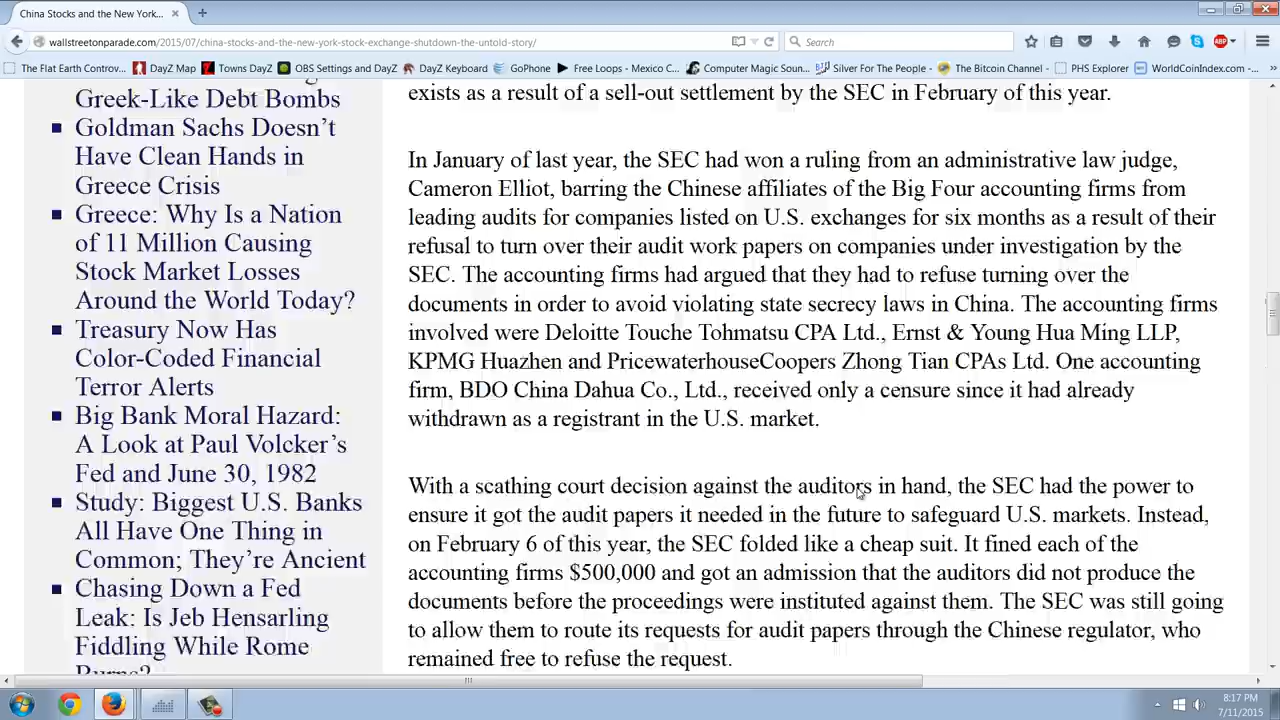 China Stocks and the New York...
wallstreetonparade.com/2015/07/china-stocks-and-the-new-york-stock-exchange-shutdown-the-untold-story/
Search
The Flat Earth Controv...
DayZ Map
Towns DayZ
OBS Settings and DayZ
DayZ Keyboard
GoPhone
Free Loops - Mexico C...
Computer Magic Soun...
Silver For The People -
The Bitcoin Channel -
PHS Explorer
WorldCoinIndex.com -
ABP
Greek-Like Debt Bombs
Goldman Sachs Doesn't
Have Clean Hands in
Greece Crisis
Greece: Why Is a Nation
of 11 Million Causing
Stock Market Losses
Around the World Today?
Treasury Now Has
Color-Coded Financial
Terror Alerts
Big Bank Moral Hazard:
A Look at Paul Volcker's
Fed and June 30, 1982
Study: Biggest U.S. Banks
All Have One Thing in
Common; They're Ancient
Chasing Down a Fed
Leak: Is Jeb Hensarling
Fiddling While Rome
Burns?
exists as a result of a sell-out settlement by the SEC in February of this year.
In January of last year, the SEC had won a ruling from an administrative law judge,
Cameron Elliot, barring the Chinese affiliates of the Big Four accounting firms from
leading audits for companies listed on U.S. exchanges for six months as a result of their
refusal to turn over their audit work papers on companies under investigation by the
SEC. The accounting firms had argued that they had to refuse turning over the
documents in order to avoid violating state secrecy laws in China. The accounting firms
involved were Deloitte Touche Tohmatsu CPA Ltd., Ernst & Young Hua Ming LLP,
KPMG Huazhen and PricewaterhouseCoopers Zhong Tian CPAs Ltd. One accounting
firm, BDO China Dahua Co., Ltd., received only a censure since it had already
withdrawn as a registrant in the U.S. market.
With a scathing court decision against the auditors in hand, the SEC had the power to
ensure it got the audit papers it needed in the future to safeguard U.S. markets. Instead,
on February 6 of this year, the SEC folded like a cheap suit. It fined each of the
accounting firms $500,000 and got an admission that the auditors did not produce the
documents before the proceedings were instituted against them. The SEC was still going
to allow them to route its requests for audit papers through the Chinese regulator, who
remained free to refuse the request.
8:17 PM
7/11/2015